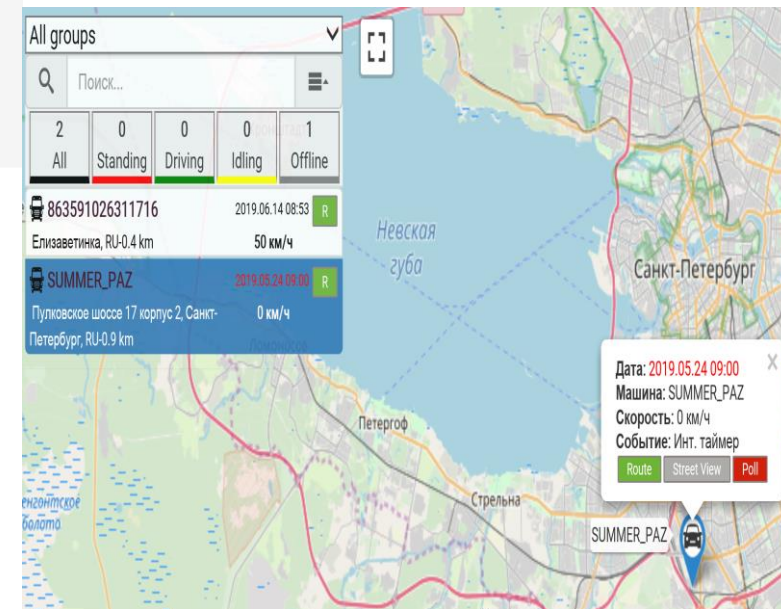 All groups
Поиск...
2 0 0 0 1
All Standing Driving Idling Offline
863591026311716 2019.06.14 08:53 R
Елизаветинка, RU-0.4 km 50 км/ч
SUMMER_PAZ 2019.05.24 09:00 R
Пулковское шоссе 17 корпус 2, Санкт- 0 км/ч
Петербург, RU-0.9 km
Невская
губа
Санкт-Петербург
Дата: 2019.05.24 09:00
Машина: SUMMER_PAZ
Скорость: 0 км/ч
Событие: Инт. таймер
Route Street View Poll
Петергоф
Стрельна
SUMMER_PAZ